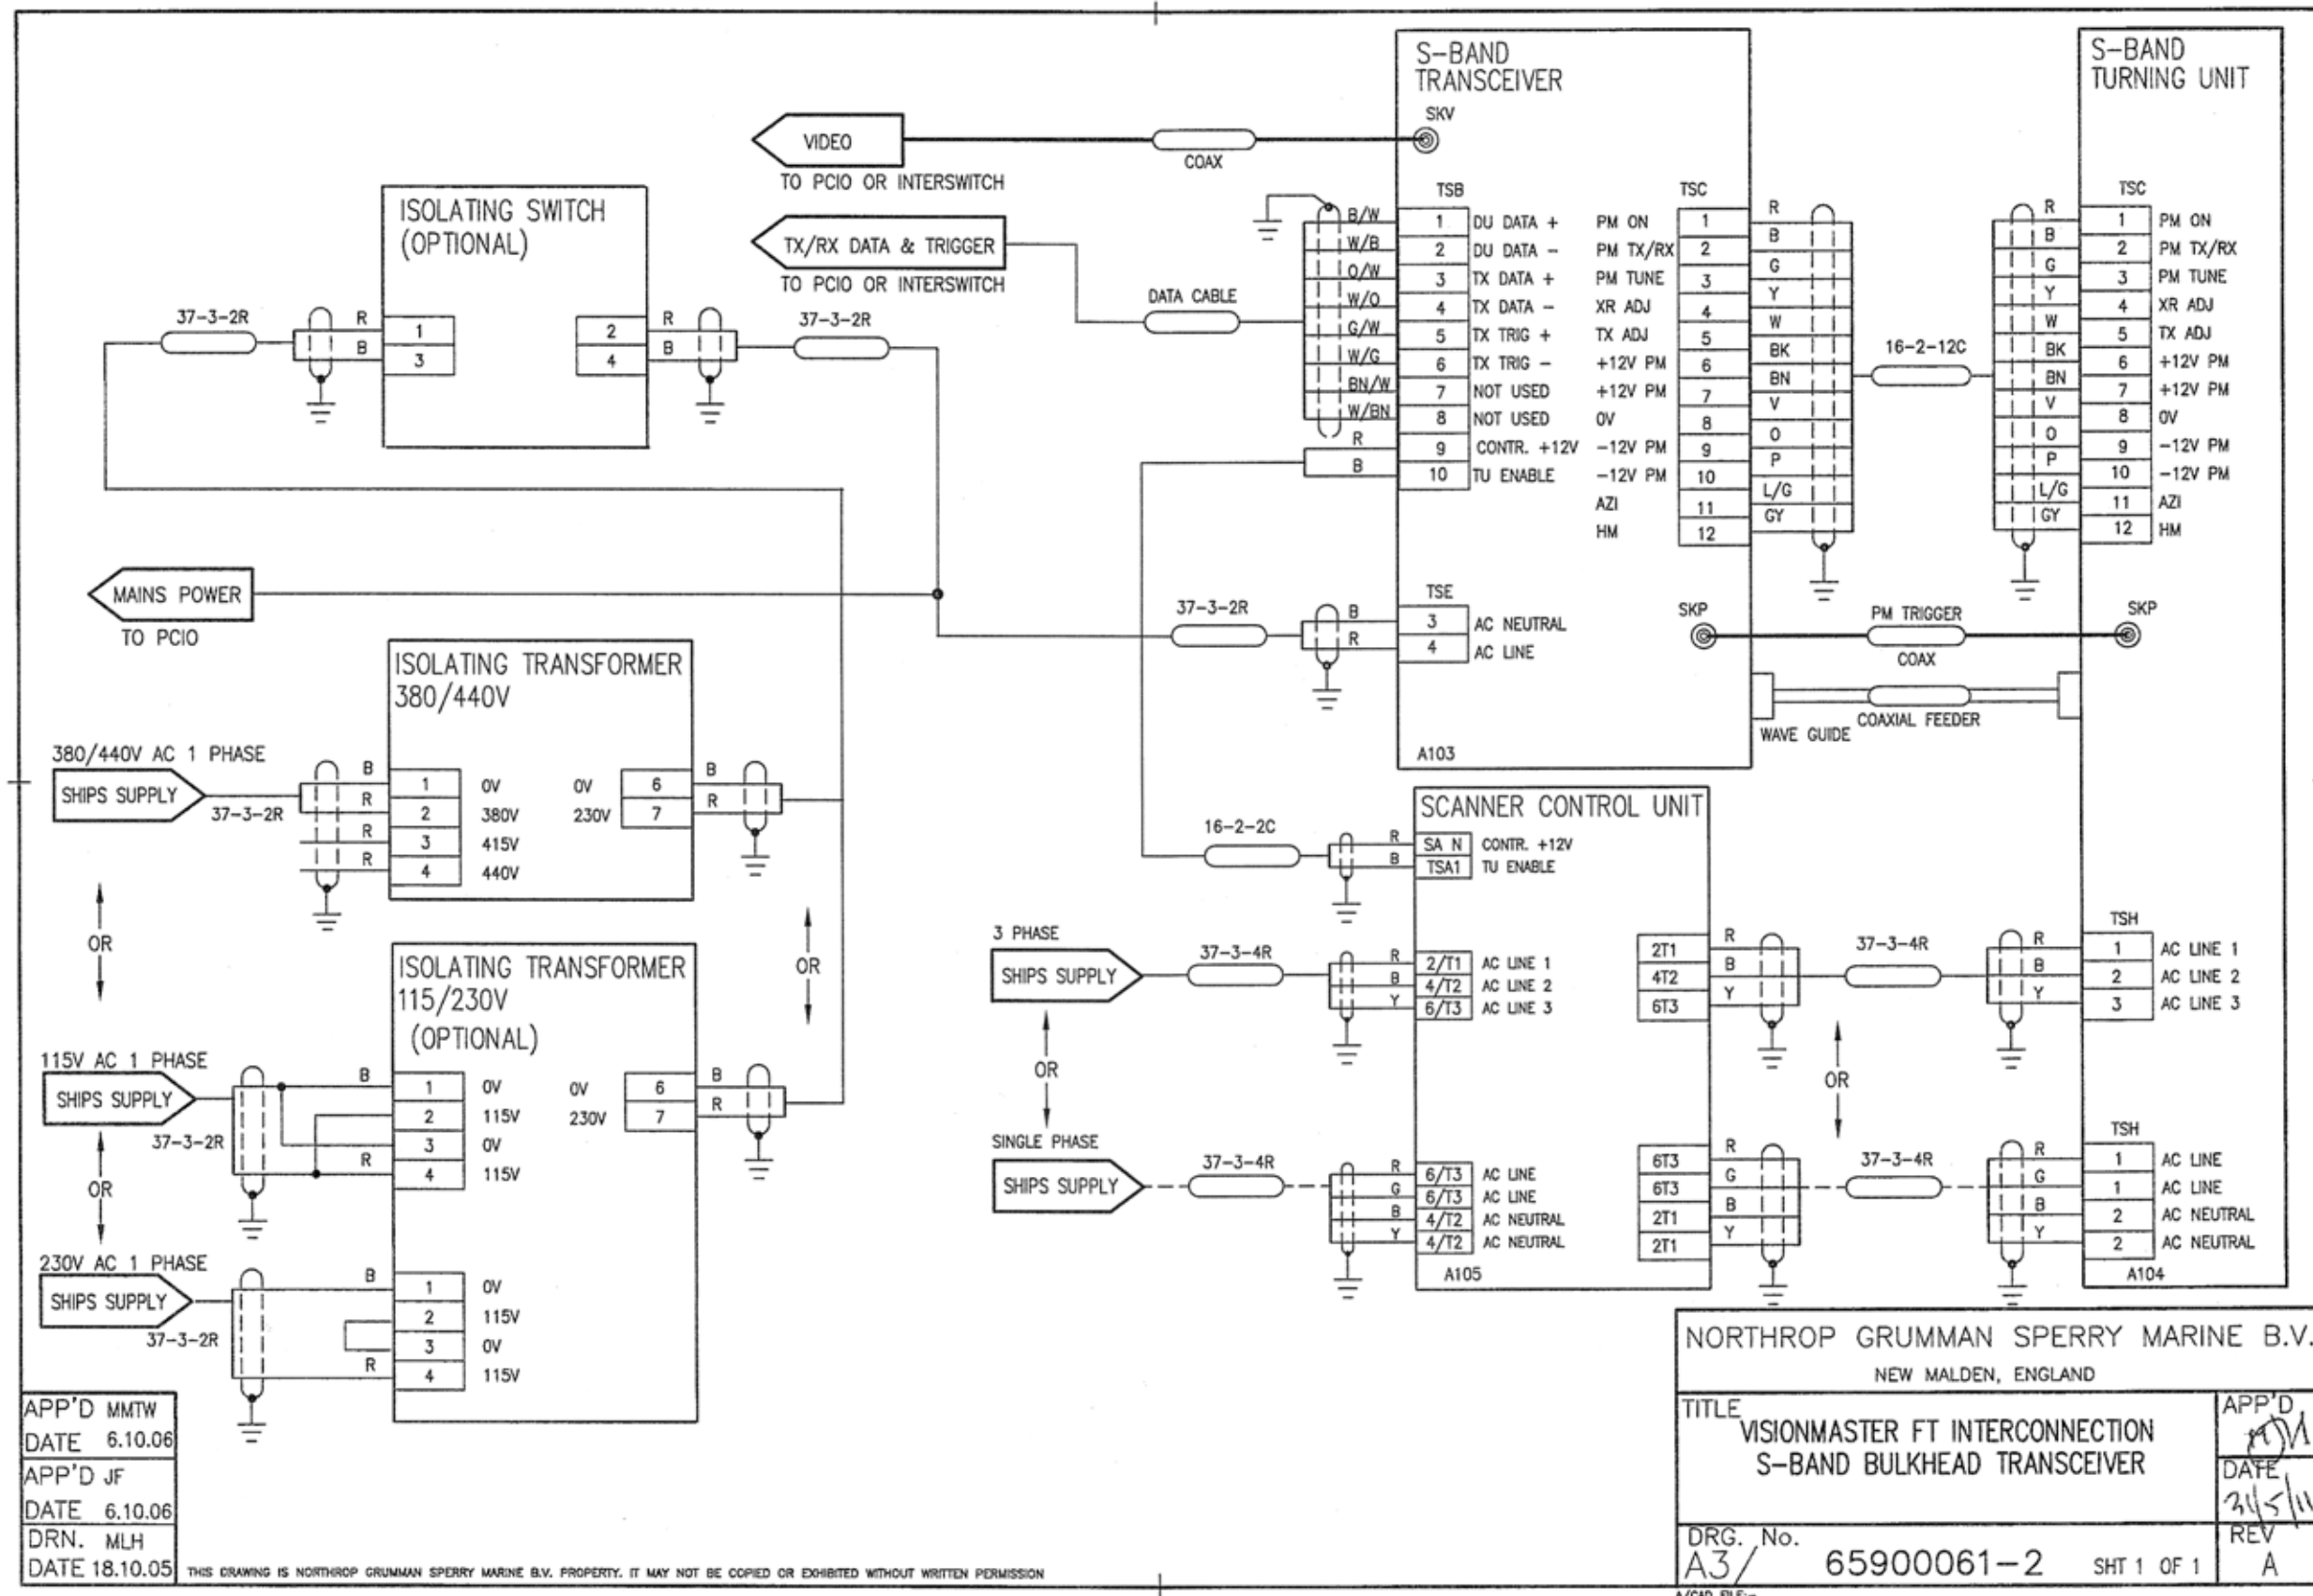 S-BAND
TRANSCEIVER
SKV
VIDEO
COAX
TO PCIO OR INTERSWITCH
TX/RX DATA & TRIGGER
TO PCIO OR INTERSWITCH
DATA CABLE
TSB
B/W 1 DU DATA +
W/B 2 DU DATA -
O/W 3 TX DATA +
W/O 4 TX DATA -
G/W 5 TX TRIG +
W/G 6 TX TRIG -
BN/W 7 NOT USED
W/BN 8 NOT USED
R 9 CONTR. +12V
B 10 TU ENABLE
TSC
PM ON 1 R
PM TX/RX 2 B
PM TUNE 3 G
XR ADJ 4 Y
TX ADJ 5 W
+12V PM 6 BK
+12V PM 7 BN
0V 8 V
-12V PM 9 O
-12V PM 10 P
AZI 11 L/G
HM 12 GY
16-2-12C
S-BAND
TURNING UNIT
TSC
R 1 PM ON
B 2 PM TX/RX
G 3 PM TUNE
Y 4 XR ADJ
W 5 TX ADJ
BK 6 +12V PM
BN 7 +12V PM
V 8 0V
O 9 -12V PM
P 10 -12V PM
L/G 11 AZI
GY 12 HM
ISOLATING SWITCH
(OPTIONAL)
37-3-2R
R 1
B 3
2 R
4 B
37-3-2R
MAINS POWER
TO PCIO
37-3-2R
TSE
B 3 AC NEUTRAL
R 4 AC LINE
SKP
PM TRIGGER
COAX
SKP
WAVE GUIDE
COAXIAL FEEDER
A103
ISOLATING TRANSFORMER
380/440V
380/440V AC 1 PHASE
SHIPS SUPPLY
37-3-2R
B 1 0V
R 2 380V
R 3 415V
R 4 440V
0V 6 B
230V 7 R
OR
OR
ISOLATING TRANSFORMER
115/230V
(OPTIONAL)
115V AC 1 PHASE
SHIPS SUPPLY
37-3-2R
B 1 0V
2 115V
3 0V
R 4 115V
0V 6 B
230V 7 R
OR
230V AC 1 PHASE
SHIPS SUPPLY
37-3-2R
B 1 0V
2 115V
3 0V
R 4 115V
SCANNER CONTROL UNIT
16-2-2C
R SA N CONTR. +12V
B TSA1 TU ENABLE
3 PHASE
SHIPS SUPPLY
37-3-4R
R 2/T1 AC LINE 1
B 4/T2 AC LINE 2
Y 6/T3 AC LINE 3
2T1 R
4T2 B
6T3 Y
37-3-4R
TSH
R 1 AC LINE 1
B 2 AC LINE 2
Y 3 AC LINE 3
OR
OR
SINGLE PHASE
SHIPS SUPPLY
37-3-4R
R 6/T3 AC LINE
G 6/T3 AC LINE
B 4/T2 AC NEUTRAL
Y 4/T2 AC NEUTRAL
6T3 R
6T3 G
2T1 B
2T1 Y
37-3-4R
TSH
R 1 AC LINE
G 1 AC LINE
B 2 AC NEUTRAL
Y 2 AC NEUTRAL
A105
A104
NORTHROP GRUMMAN SPERRY MARINE B.V.
NEW MALDEN, ENGLAND
TITLE
VISIONMASTER FT INTERCONNECTION
S-BAND BULKHEAD TRANSCEIVER
APP'D
DATE
31/5/11
DRG. No.
A3/ 65900061-2 SHT 1 OF 1
REV
A
APP'D MMTW
DATE 6.10.06
APP'D JF
DATE 6.10.06
DRN. MLH
DATE 18.10.05
THIS DRAWING IS NORTHROP GRUMMAN SPERRY MARINE B.V. PROPERTY. IT MAY NOT BE COPIED OR EXHIBITED WITHOUT WRITTEN PERMISSION